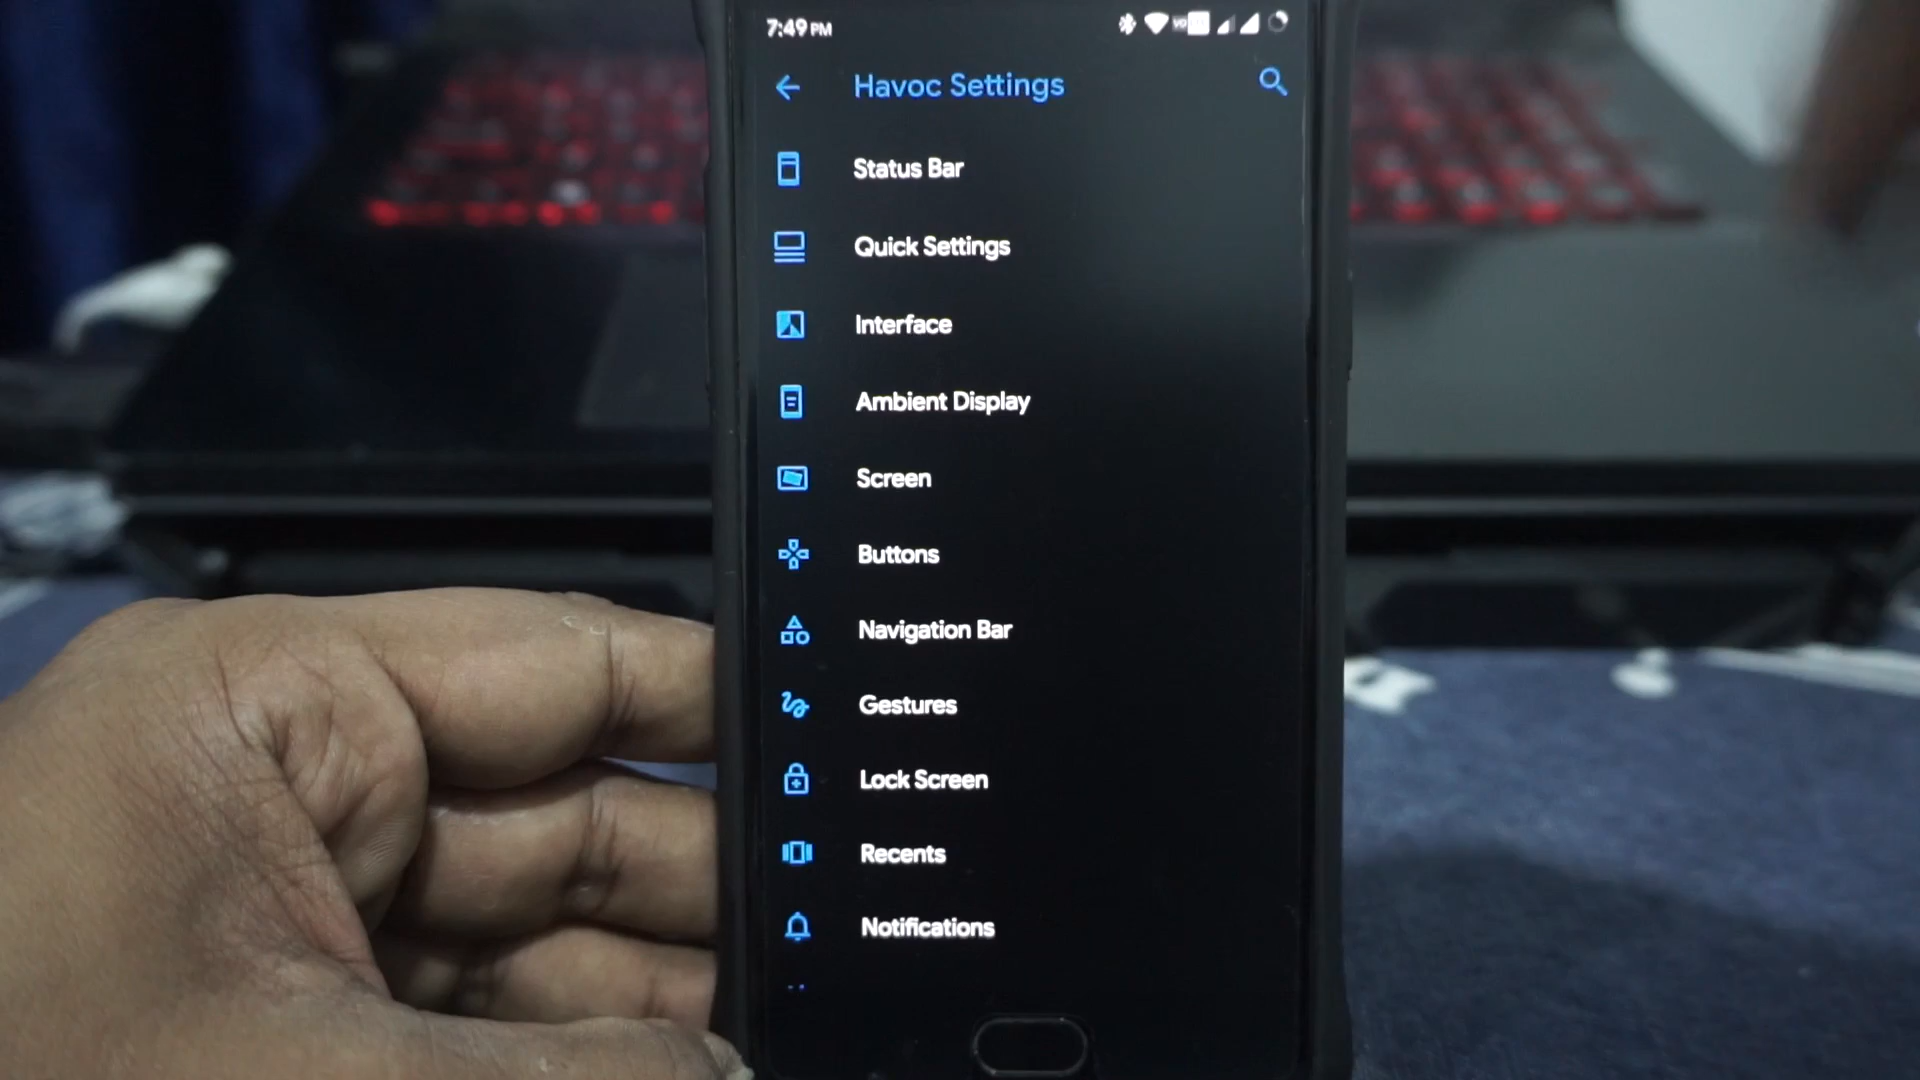 7:49 PM
Havoc Settings
Status Bar
Quick Settings
Interface
Ambient Display
Screen
Buttons
Navigation Bar
Gestures
Lock Screen
Recents
Notifications